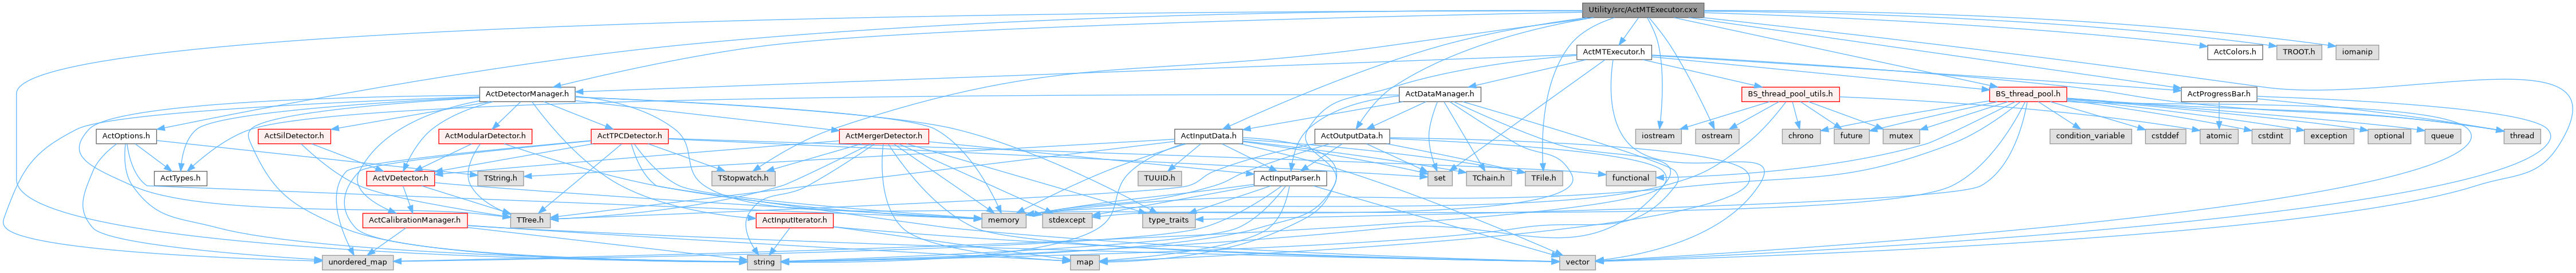 Utility/src/ActMTExecutor.cxx
ActMTExecutor.h
ActColors.h
TROOT.h
iomanip
ActDetectorManager.h
ActDataManager.h
BS_thread_pool_utils.h
BS_thread_pool.h
ActProgressBar.h
ActOptions.h
ActSilDetector.h
ActModularDetector.h
ActTPCDetector.h
ActMergerDetector.h
ActInputData.h
ActOutputData.h
iostream
ostream
chrono
future
mutex
condition_variable
cstddef
atomic
cstdint
exception
optional
queue
thread
ActTypes.h
ActVDetector.h
TString.h
TStopwatch.h
TUUID.h
ActInputParser.h
set
TChain.h
TFile.h
functional
ActCalibrationManager.h
TTree.h
ActInputIterator.h
memory
stdexcept
type_traits
unordered_map
string
map
vector